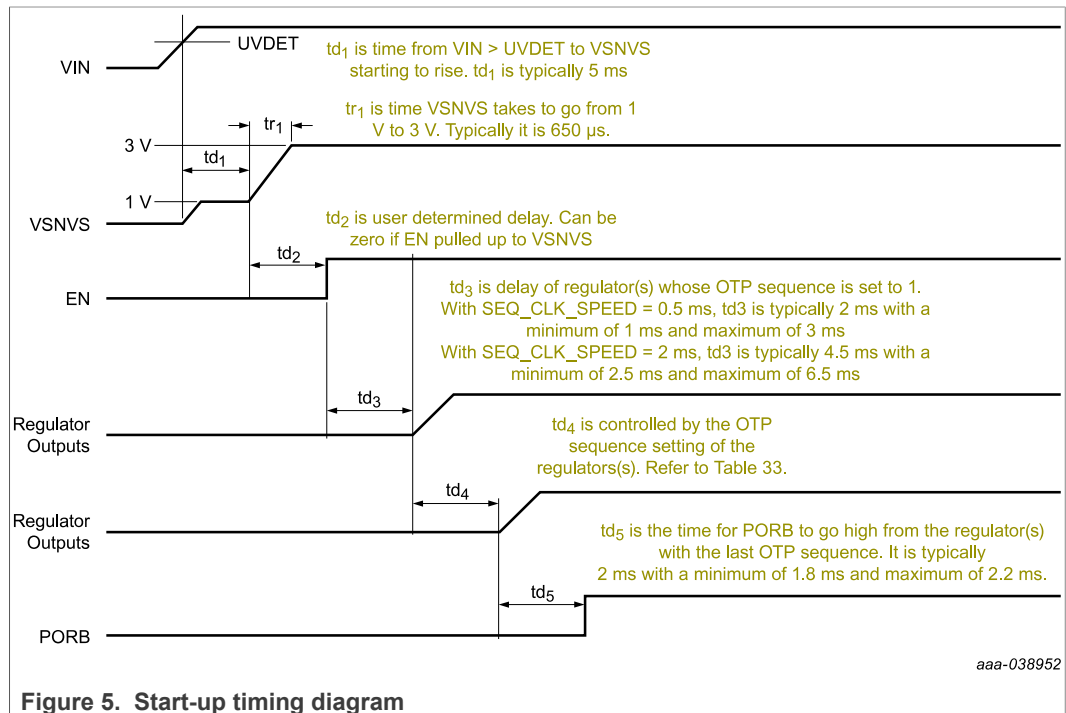 VIN
UVDET
td1 is time from VIN > UVDET to VSNVS
starting to rise. td1 is typically 5 ms
tr1 is time VSNVS takes to go from 1
V to 3 V. Typically it is 650 µs.
tr1
3 V
td1
1 V
VSNVS
td2 is user determined delay. Can be
zero if EN pulled up to VSNVS
td2
EN
td3 is delay of regulator(s) whose OTP sequence is set to 1.
With SEQ_CLK_SPEED = 0.5 ms, td3 is typically 2 ms with a
minimum of 1 ms and maximum of 3 ms
With SEQ_CLK_SPEED = 2 ms, td3 is typically 4.5 ms with a
minimum of 2.5 ms and maximum of 6.5 ms
td3
Regulator
Outputs
td4 is controlled by the OTP
sequence setting of the
regulators(s). Refer to Table 33.
td4
Regulator
Outputs
td5 is the time for PORB to go high from the regulator(s)
with the last OTP sequence. It is typically
2 ms with a minimum of 1.8 ms and maximum of 2.2 ms.
td5
PORB
aaa-038952
Figure 5. Start-up timing diagram